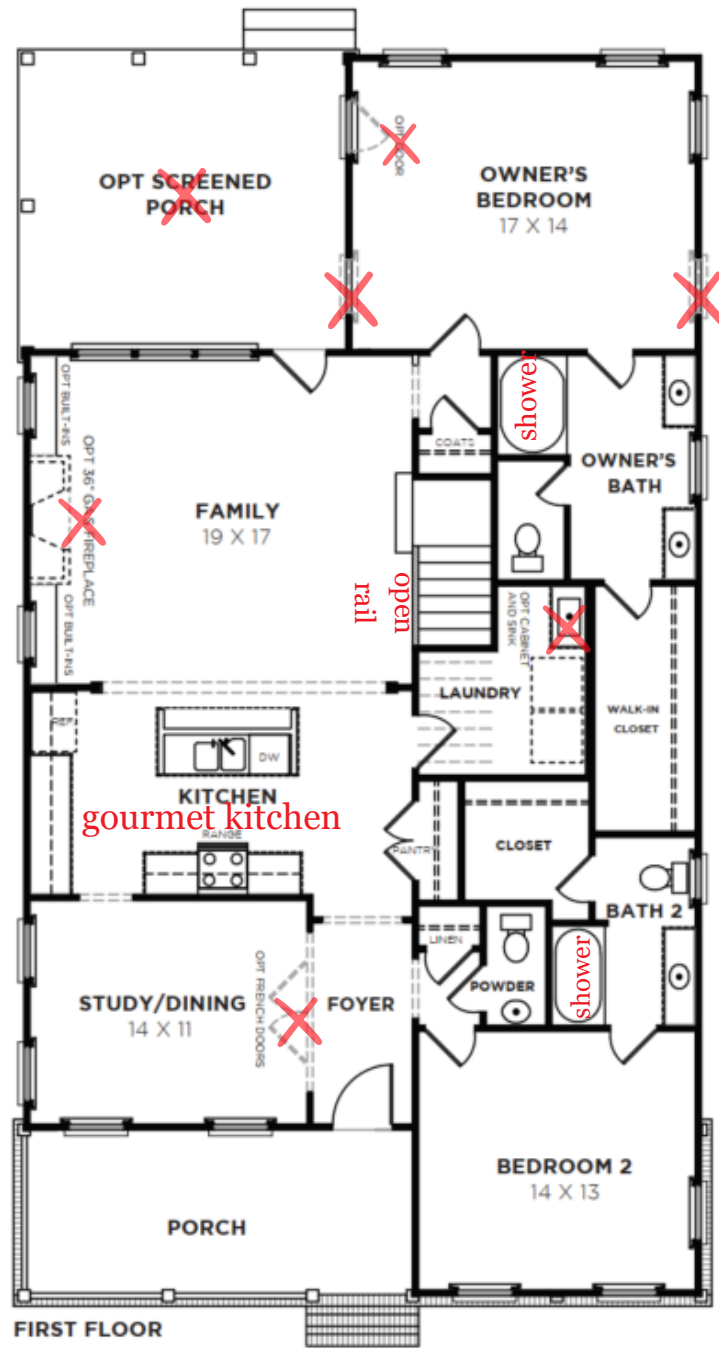 OPT DOOR
OPT SCREENED
PORCH
OWNER'S
BEDROOM
17 X 14
OPT BUILT-INS
OPT 36" GAS FIREPLACE
OPT BUILT-INS
FAMILY
19 X 17
COATS
shower
OWNER'S
BATH
open
rail
OPT CABINET
AND SINK
LAUNDRY
WALK-IN
CLOSET
REF
DW
KITCHEN
gourmet kitchen
RANGE
PANTRY
CLOSET
BATH 2
LINEN
POWDER
shower
STUDY/DINING
14 X 11
OPT FRENCH DOORS
FOYER
BEDROOM 2
14 X 13
PORCH
FIRST FLOOR